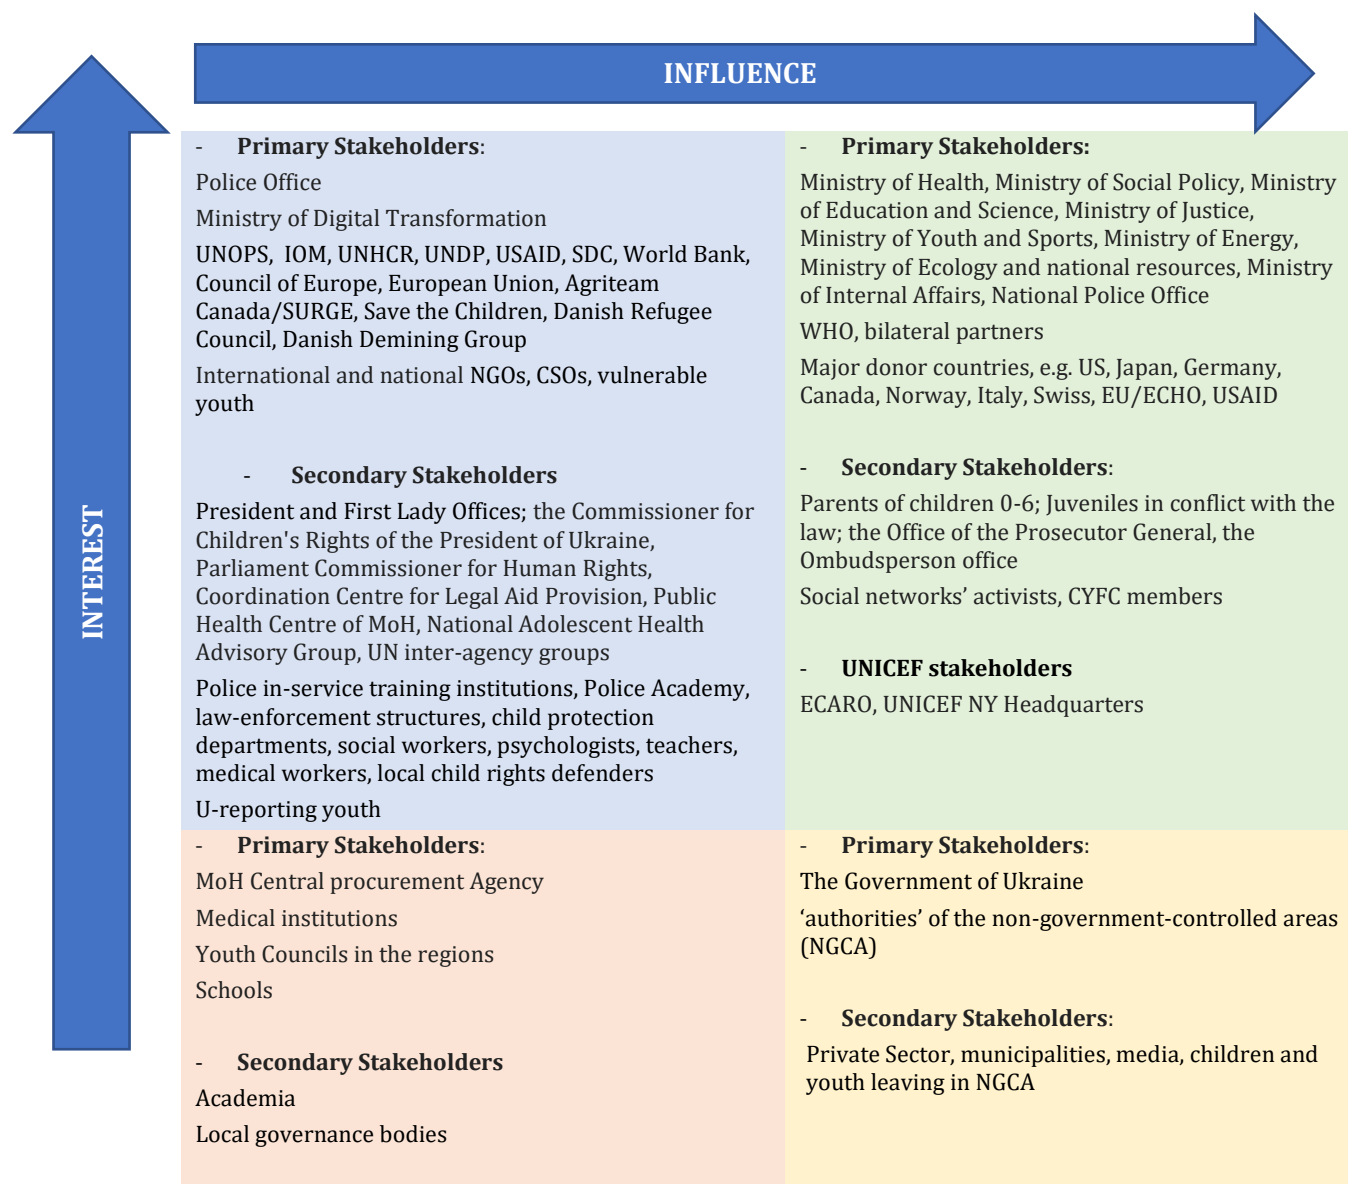 INFLUENCE
INTEREST
- Primary Stakeholders:
Police Office
Ministry of Digital Transformation
UNOPS, IOM, UNHCR, UNDP, USAID, SDC, World Bank,
Council of Europe, European Union, Agriteam
Canada/SURGE, Save the Children, Danish Refugee
Council, Danish Demining Group
International and national NGOs, CSOs, vulnerable
youth
- Secondary Stakeholders
President and First Lady Offices; the Commissioner for
Children's Rights of the President of Ukraine,
Parliament Commissioner for Human Rights,
Coordination Centre for Legal Aid Provision, Public
Health Centre of MoH, National Adolescent Health
Advisory Group, UN inter-agency groups
Police in-service training institutions, Police Academy,
law-enforcement structures, child protection
departments, social workers, psychologists, teachers,
medical workers, local child rights defenders
U-reporting youth
- Primary Stakeholders:
Ministry of Health, Ministry of Social Policy, Ministry
of Education and Science, Ministry of Justice,
Ministry of Youth and Sports, Ministry of Energy,
Ministry of Ecology and national resources, Ministry
of Internal Affairs, National Police Office
WHO, bilateral partners
Major donor countries, e.g. US, Japan, Germany,
Canada, Norway, Italy, Swiss, EU/ECHO, USAID
- Secondary Stakeholders:
Parents of children 0-6; Juveniles in conflict with the
law; the Office of the Prosecutor General, the
Ombudsperson office
Social networks’ activists, CYFC members
- UNICEF stakeholders
ECARO, UNICEF NY Headquarters
- Primary Stakeholders:
MoH Central procurement Agency
Medical institutions
Youth Councils in the regions
Schools
- Secondary Stakeholders
Academia
Local governance bodies
- Primary Stakeholders:
The Government of Ukraine
‘authorities’ of the non-government-controlled areas
(NGCA)
- Secondary Stakeholders:
Private Sector, municipalities, media, children and
youth leaving in NGCA